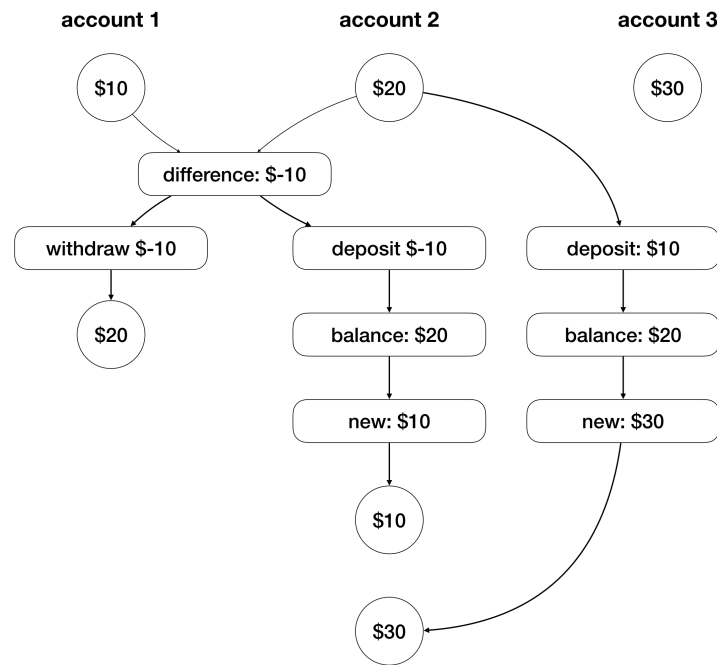 account 1
account 2
account 3
$10
$20
$30
difference: $-10
withdraw $-10
deposit $-10
deposit: $10
$20
balance: $20
balance: $20
new: $10
new: $30
$10
$30